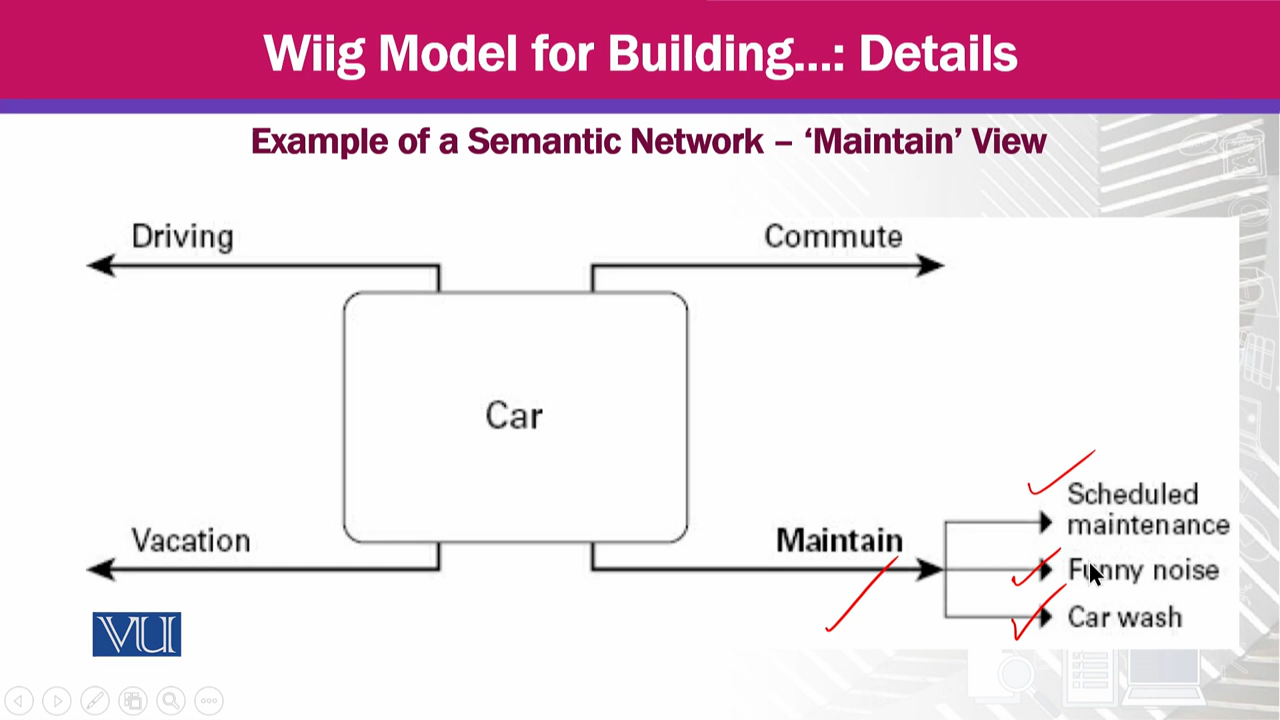 Wiig Model for Building...: Details
Example of a Semantic Network – ‘Maintain’ View
Driving
Commute
Car
Vacation
Maintain
Scheduled
maintenance
Funny noise
Car wash
VU